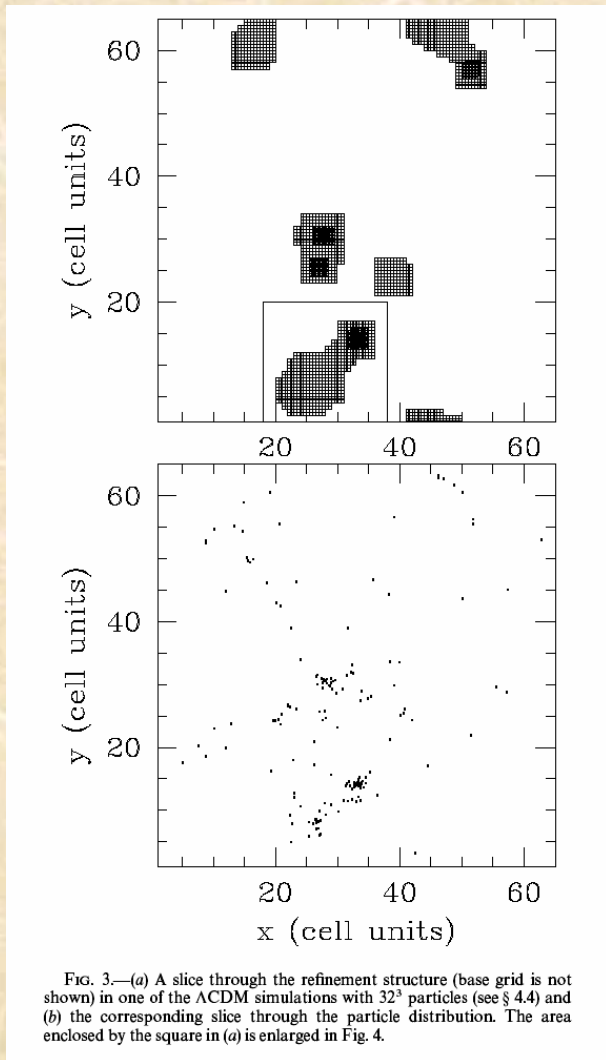 60
40
20
y (cell units)
20 40 60
60
40
20
y (cell units)
20 40 60
x (cell units)
FIG. 3.—(a) A slice through the refinement structure (base grid is not
shown) in one of the ΛCDM simulations with 32³ particles (see § 4.4) and
(b) the corresponding slice through the particle distribution. The area
enclosed by the square in (a) is enlarged in Fig. 4.